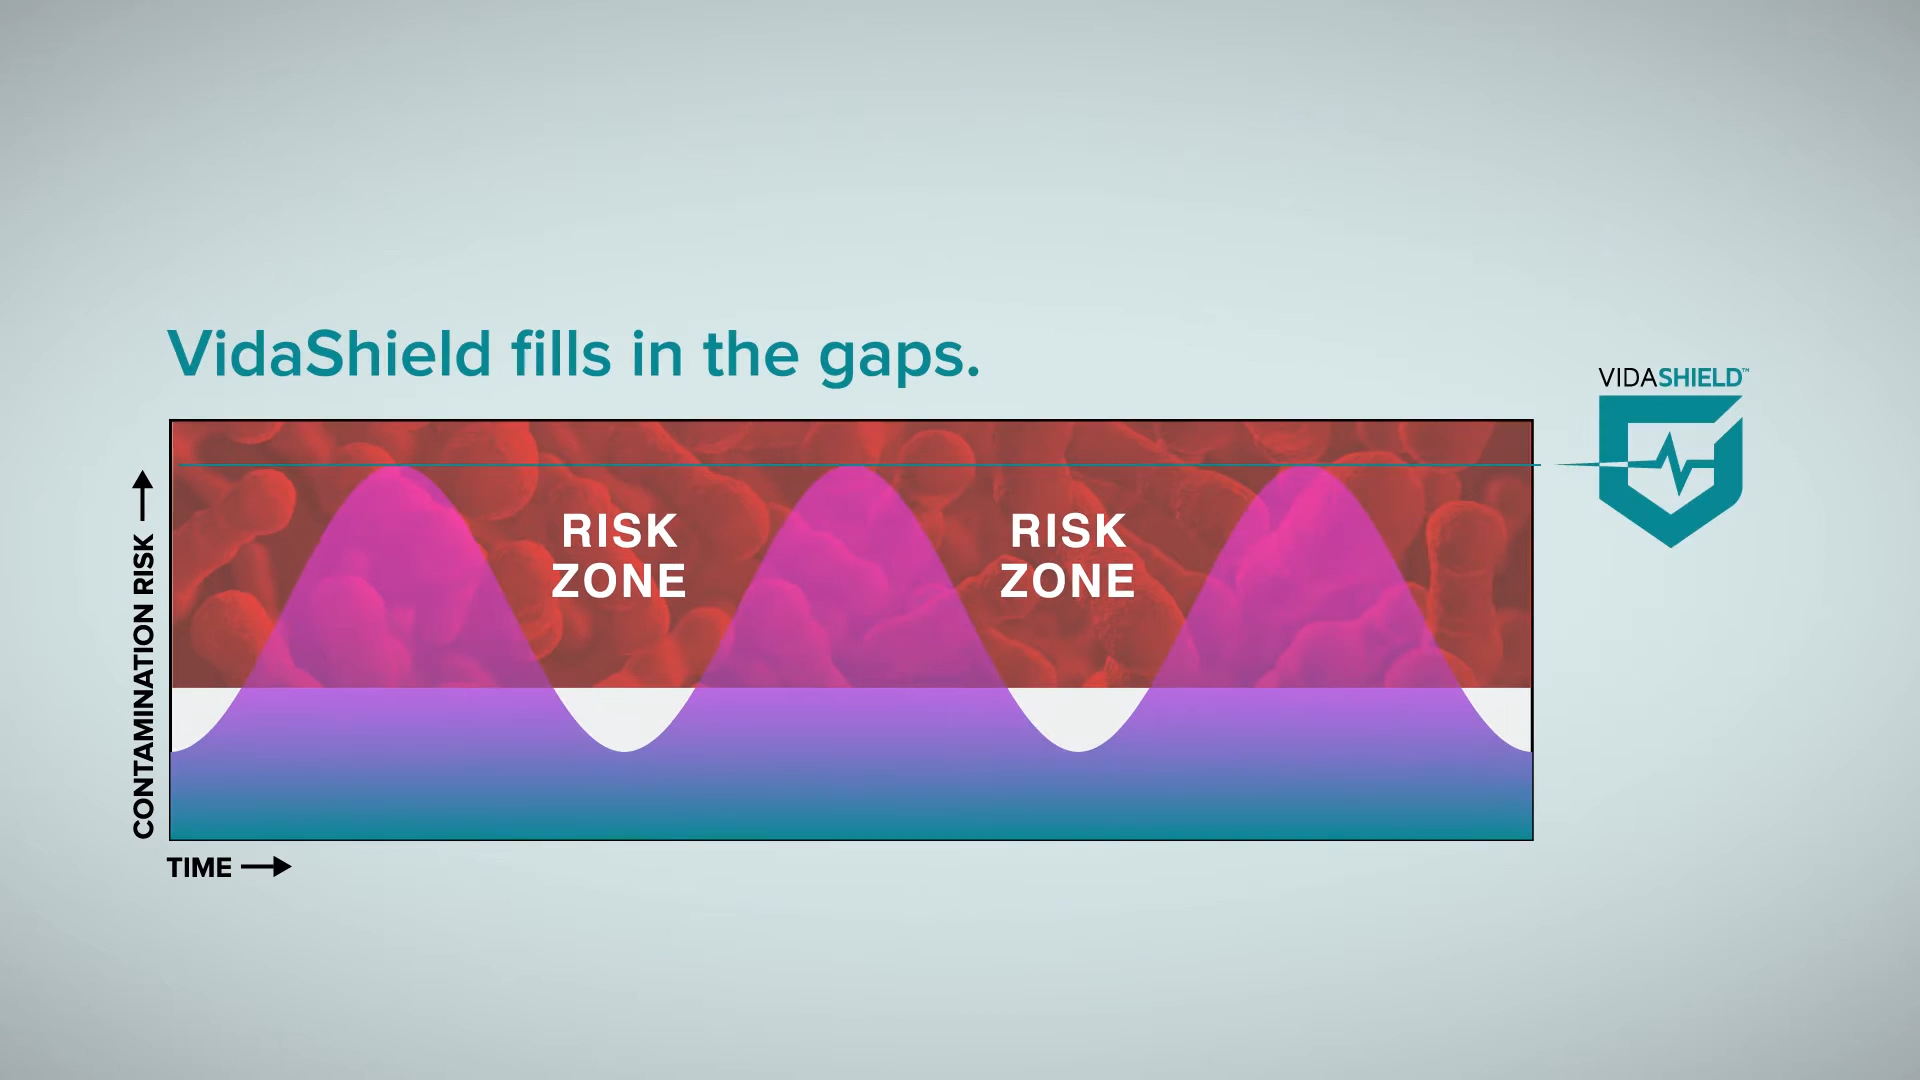 VidaShield fills in the gaps.
VIDASHIELD™
RISK
ZONE
RISK
ZONE
CONTAMINATION RISK
TIME